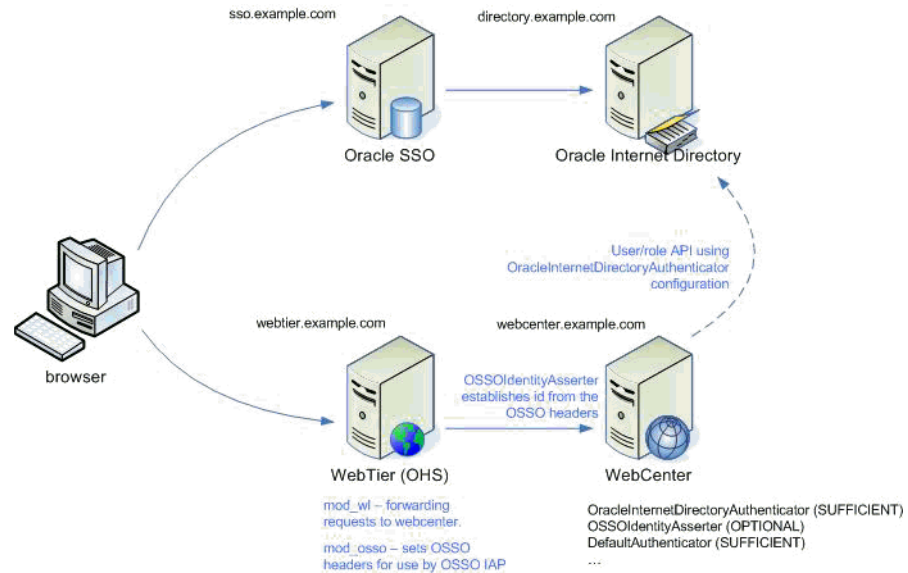 sso.example.com
directory.example.com
Oracle SSO
Oracle Internet Directory
User/role API using
OracleInternetDirectoryAuthenticator
configuration
browser
webtier.example.com
webcenter.example.com
OSSOIdentityAsserter
establishes id from the
OSSO headers
WebTier (OHS)
WebCenter
mod_wl – forwarding
requests to webcenter.
mod_osso – sets OSSO
headers for use by OSSO IAP
OracleInternetDirectoryAuthenticator (SUFFICIENT)
OSSOIdentityAsserter (OPTIONAL)
DefaultAuthenticator (SUFFICIENT)
...